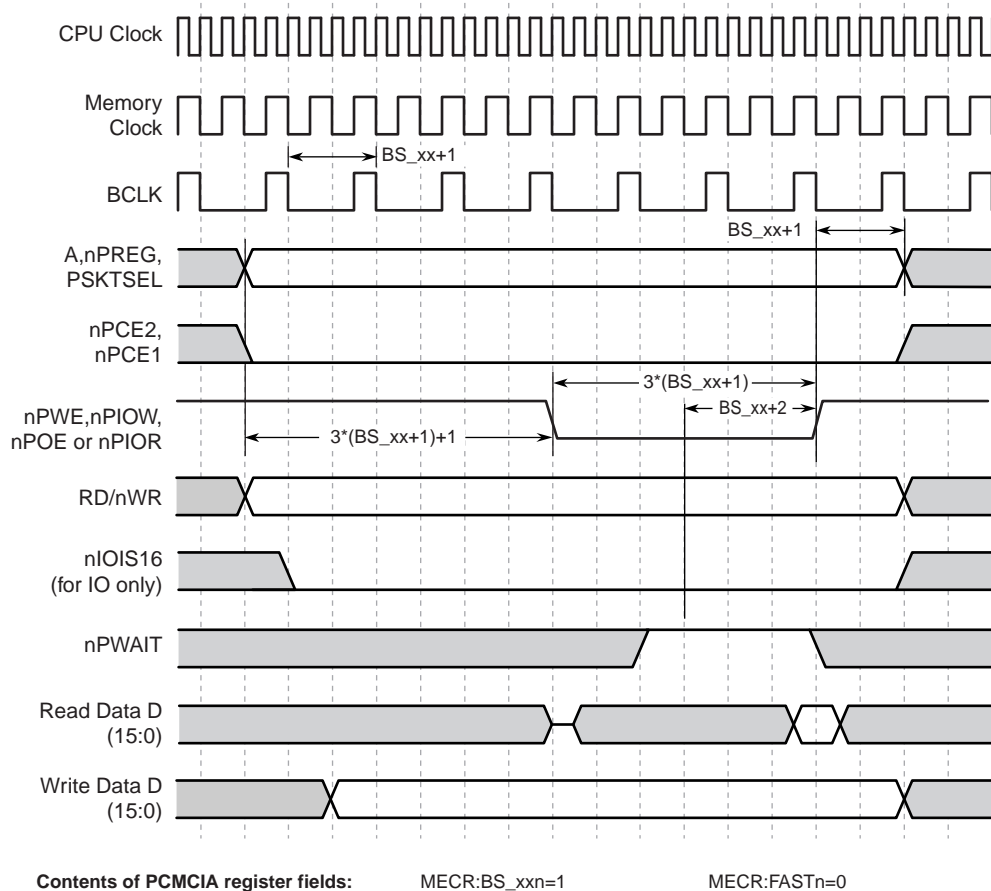 CPU Clock
Memory
Clock
BS_xx+1
BCLK
BS_xx+1
A,nPREG,
PSKTSEL
nPCE2,
nPCE1
3*(BS_xx+1)
nPWE,nPIOW,
nPOE or nPIOR
BS_xx+2
3*(BS_xx+1)+1
RD/nWR
nIOIS16
(for IO only)
nPWAIT
Read Data D
(15:0)
Write Data D
(15:0)
Contents of PCMCIA register fields: MECR:BS_xxn=1 MECR:FASTn=0